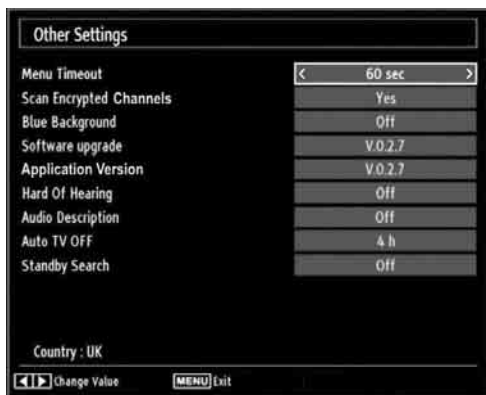 Other Settings
Menu Timeout < 60 sec >
Scan Encrypted Channels Yes
Blue Background Off
Software upgrade V.0.2.7
Application Version V.0.2.7
Hard Of Hearing Off
Audio Description Off
Auto TV OFF 4 h
Standby Search Off
Country : UK
Change Value MENU Exit